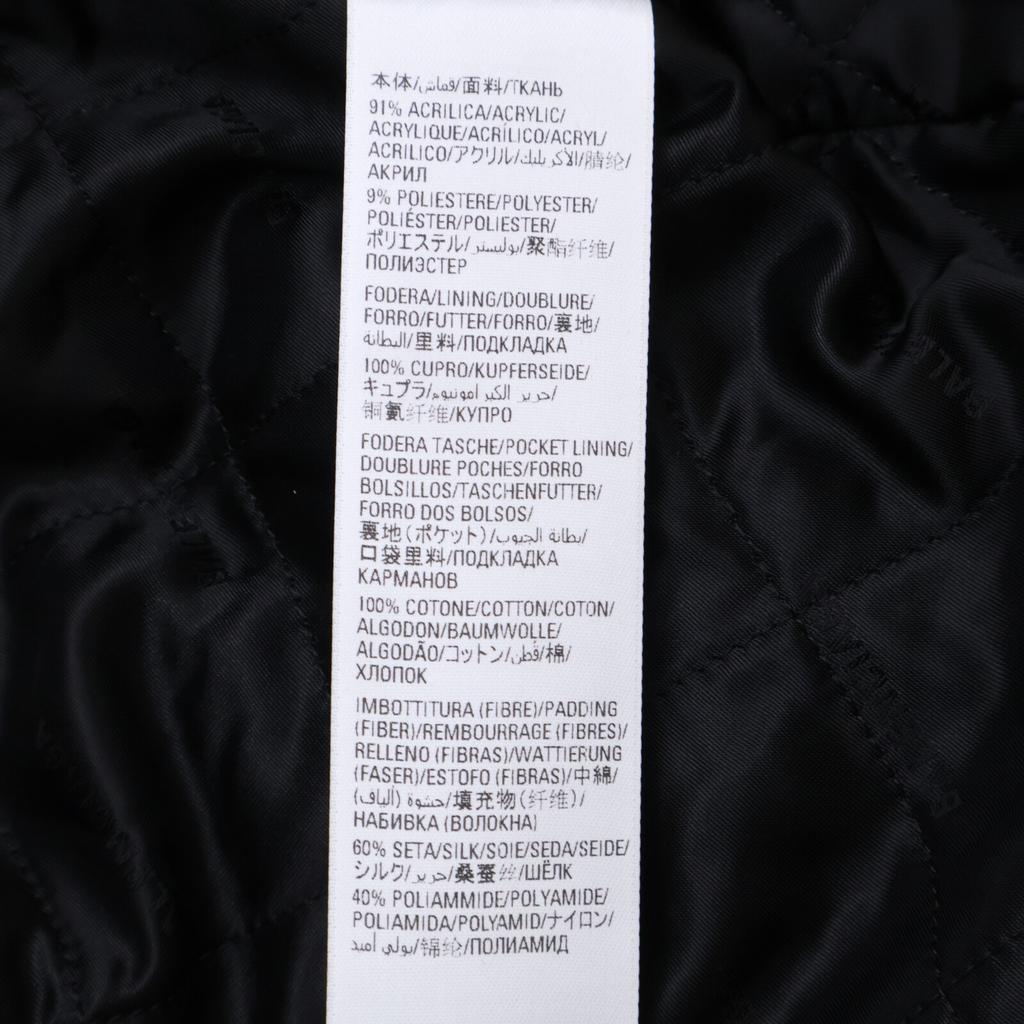 本体/قماش/面料/ТКАНЬ
91% ACRILICA/ACRYLIC/
ACRYLIQUE/ACRÍLICO/ACRYL/
ACRILICO/アクリル/الأكريليك/腈纶/
АКРИЛ
9% POLIESTERE/POLYESTER/
POLIÉSTER/POLIESTER/
ポリエステル/بوليستر/聚酯纤维/
ПОЛИЭСТЕР
FODERA/LINING/DOUBLURE/
FORRO/FUTTER/FORRO/裏地/
البطانة/里料/ПОДКЛАДКА
100% CUPRO/KUPFERSEIDE/
キュプラ/حرير الكبر امونيوم/
铜氨纤维/КУПРО
FODERA TASCHE/POCKET LINING/
DOUBLURE POCHES/FORRO
BOLSILLOS/TASCHENFUTTER/
FORRO DOS BOLSOS/
裏地(ポケット)/بطانة الجيوب/
口袋里料/ПОДКЛАДКА
КАРМАНОВ
100% COTONE/COTTON/COTON/
ALGODON/BAUMWOLLE/
ALGODÃO/コットン/قطن/棉/
ХЛОПОК
IMBOTTITURA (FIBRE)/PADDING
(FIBER)/REMBOURRAGE (FIBRES)/
RELLENO (FIBRAS)/WATTIERUNG
(FASER)/ESTOFO (FIBRAS)/中綿/
حشوة (ألياف)/填充物(纤维)/
НАБИВКА (ВОЛОКНА)
60% SETA/SILK/SOIE/SEDA/SEIDE/
シルク/حرير/桑蚕丝/ШЁЛК
40% POLIAMMIDE/POLYAMIDE/
POLIAMIDA/POLYAMID/ナイロン/
بولي أميد/锦纶/ПОЛИАМИД